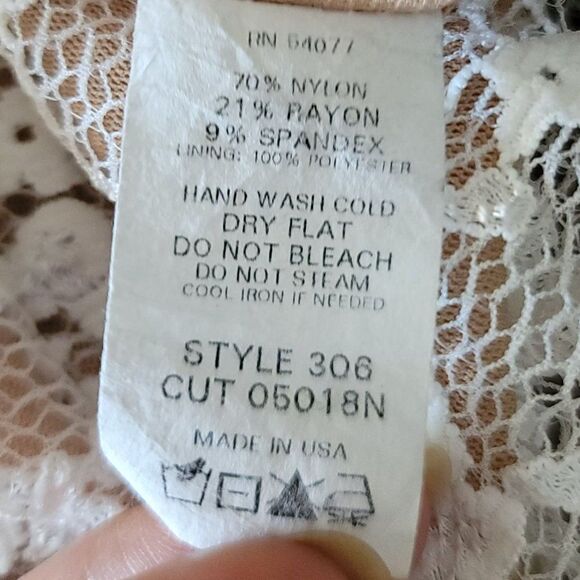 RN 54077
70% NYLON
21% RAYON
9% SPANDEX
LINING: 100% POLYESTER
HAND WASH COLD
DRY FLAT
DO NOT BLEACH
DO NOT STEAM
COOL IRON IF NEEDED
STYLE 306
CUT 05018N
MADE IN USA